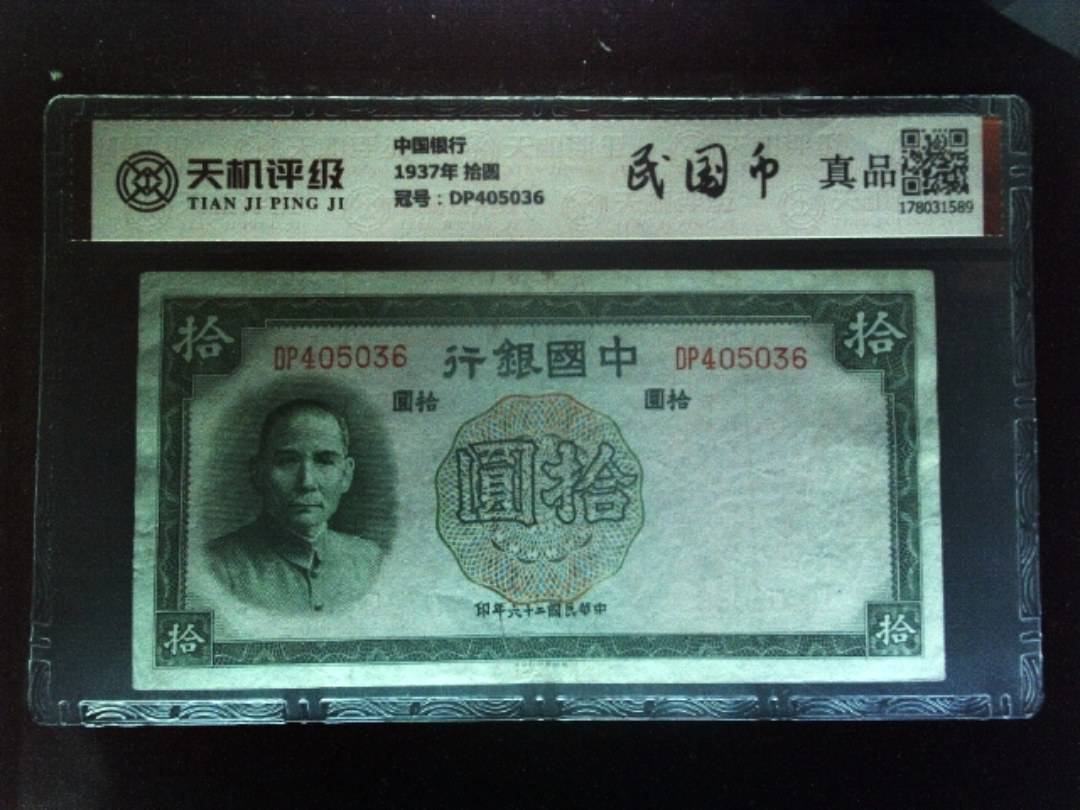 天机评级
TIAN JI PING JI
中国银行
1937年 拾圆
冠号：DP405036
民国币
真品
178031589
拾
拾
DP405036
行銀國中
DP405036
圓拾
圓拾
圓拾
印年六十二國民華中
拾
拾